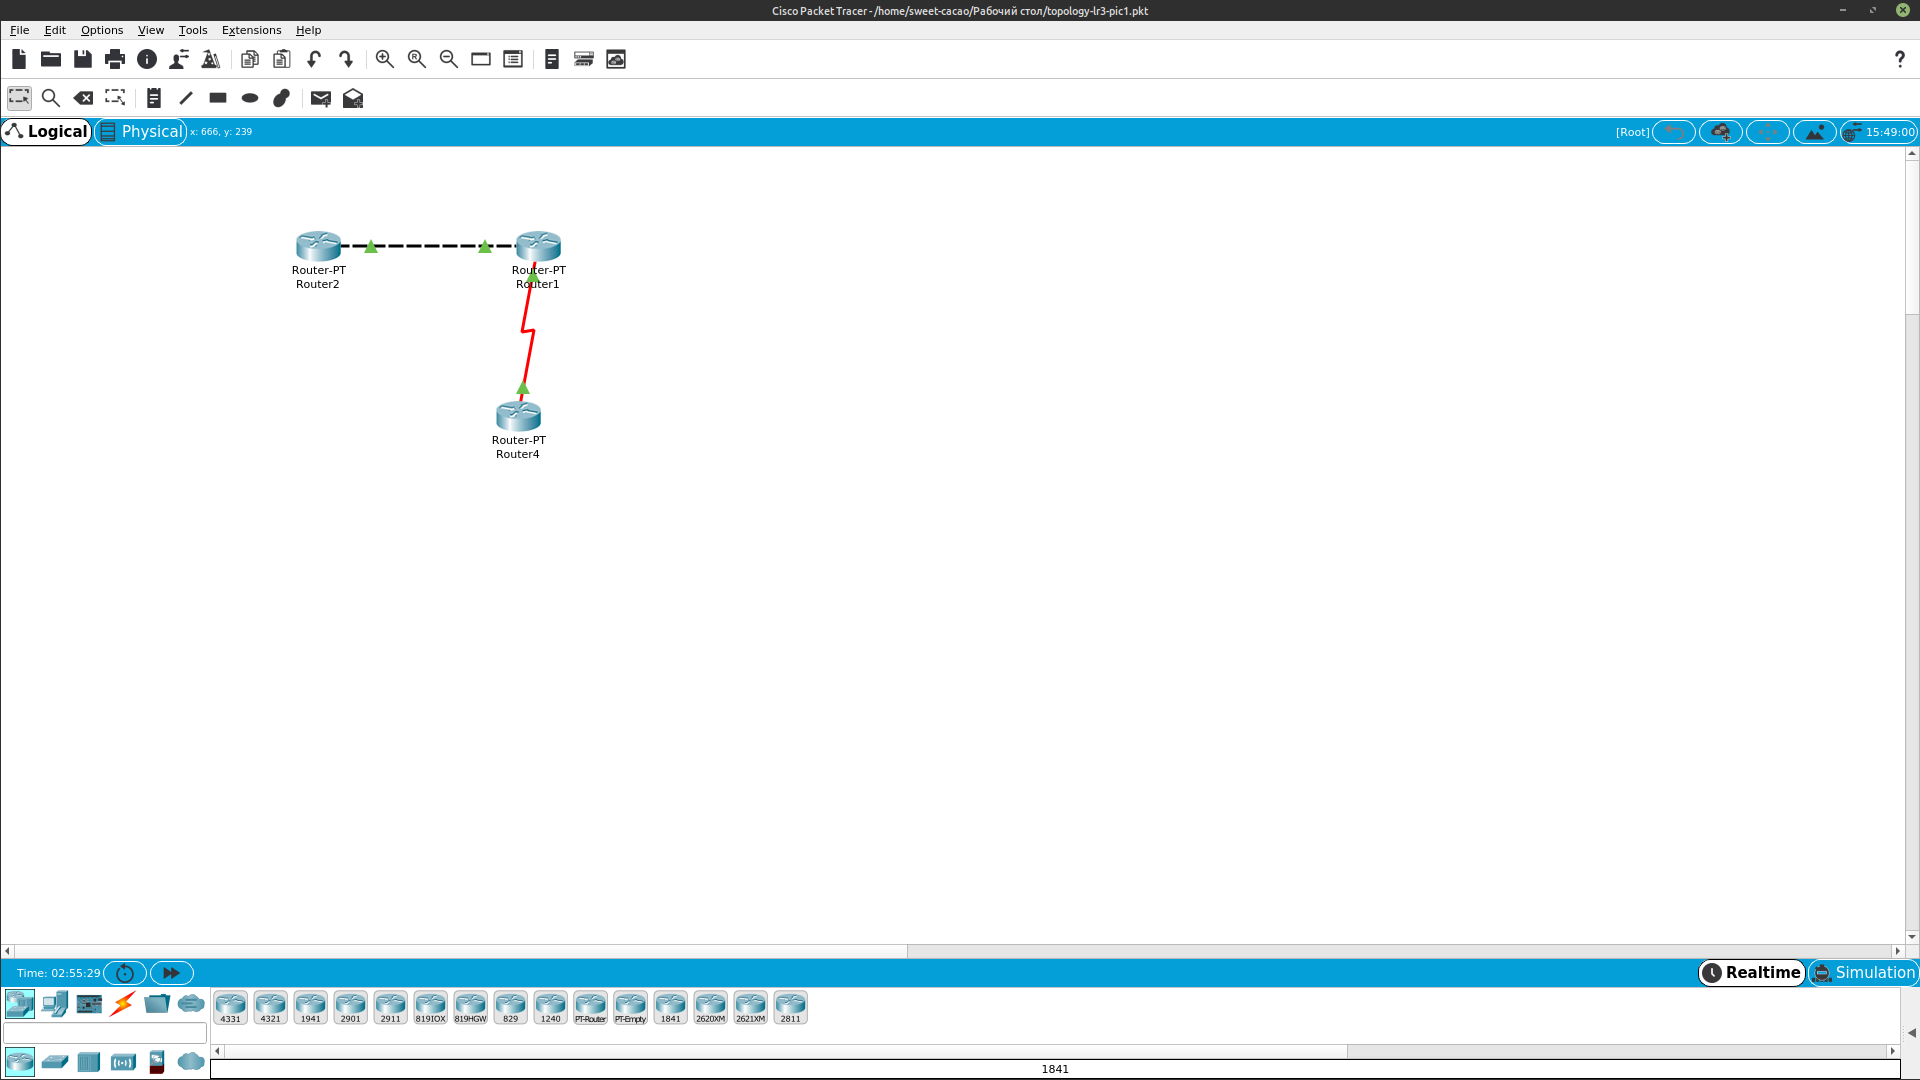 Cisco Packet Tracer - /home/sweet-cacao/Рабочий стол/topology-lr3-pic1.pkt
File Edit Options View Tools Extensions Help
Logical Physical x: 666, y: 239 [Root] 15:49:00
Router-PT
Router2
Router-PT
Router1
Router-PT
Router4
Time: 02:55:29 Realtime Simulation
4331 4321 1941 2901 2911 819IOX 819HGW 829 1240 PT-Router PT-Empty 1841 2620XM 2621XM 2811
1841